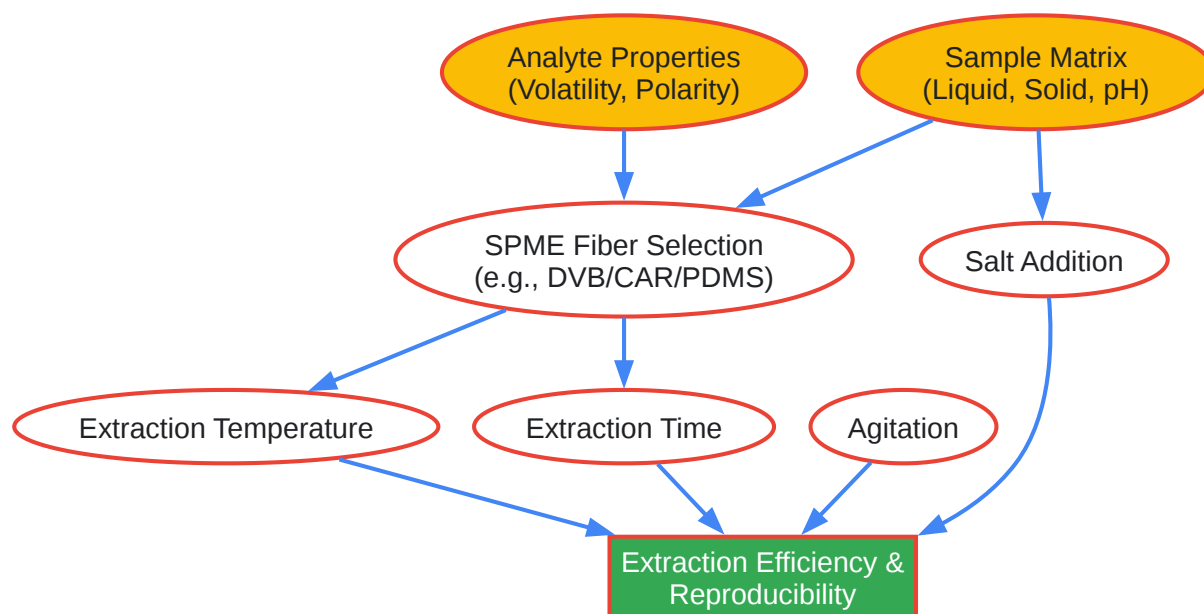 Analyte Properties
(Volatility, Polarity)
Sample Matrix
(Liquid, Solid, pH)
SPME Fiber Selection
(e.g., DVB/CAR/PDMS)
Salt Addition
Extraction Temperature
Extraction Time
Agitation
Extraction Efficiency &
Reproducibility